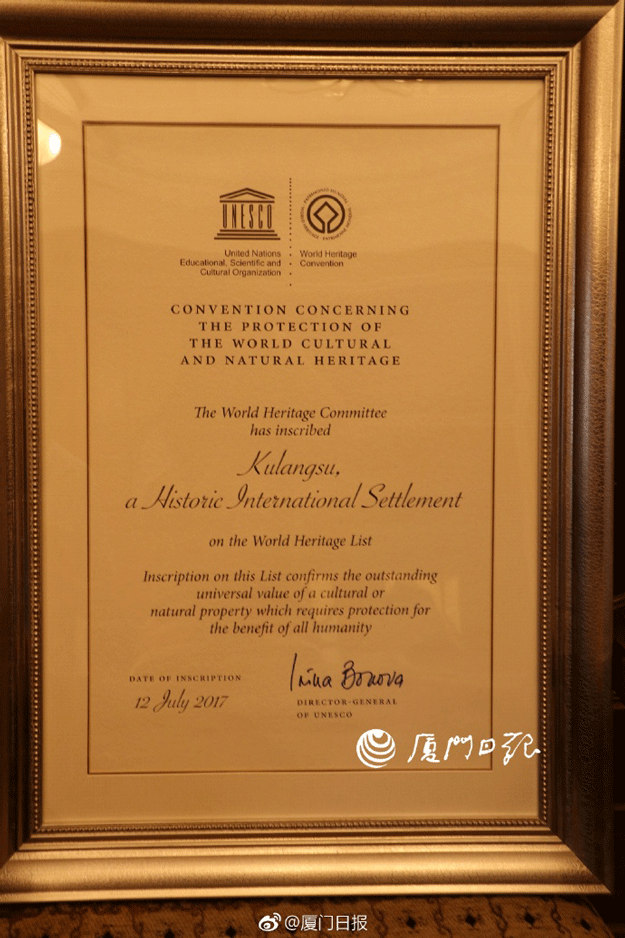 UNESCO
United Nations
Educational, Scientific and
Cultural Organization
World Heritage
Convention
CONVENTION CONCERNING
THE PROTECTION OF
THE WORLD CULTURAL
AND NATURAL HERITAGE
The World Heritage Committee
has inscribed
Kulangsu,
a Historic International Settlement
on the World Heritage List
Inscription on this List confirms the outstanding
universal value of a cultural or
natural property which requires protection for
the benefit of all humanity
DATE OF INSCRIPTION
12 July 2017
Irina Bokova
DIRECTOR-GENERAL
OF UNESCO
厦门日报
@厦门日报